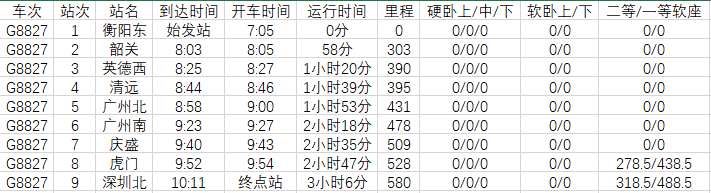 车次 站次 站名 到达时间 开车时间 运行时间 里程 硬卧上/中/下 软卧上/下 二等/一等软座
G8827 1 衡阳东 始发站 7:05 0分 0 0/0/0 0/0 0/0
G8827 2 韶关 8:03 8:05 58分 303 0/0/0 0/0 0/0
G8827 3 英德西 8:25 8:27 1小时20分 390 0/0/0 0/0 0/0
G8827 4 清远 8:44 8:46 1小时39分 395 0/0/0 0/0 0/0
G8827 5 广州北 8:58 9:00 1小时53分 431 0/0/0 0/0 0/0
G8827 6 广州南 9:23 9:27 2小时18分 478 0/0/0 0/0 0/0
G8827 7 庆盛 9:40 9:43 2小时35分 509 0/0/0 0/0 0/0
G8827 8 虎门 9:52 9:54 2小时47分 528 0/0/0 0/0 278.5/438.5
G8827 9 深圳北 10:11 终点站 3小时6分 580 0/0/0 0/0 318.5/488.5